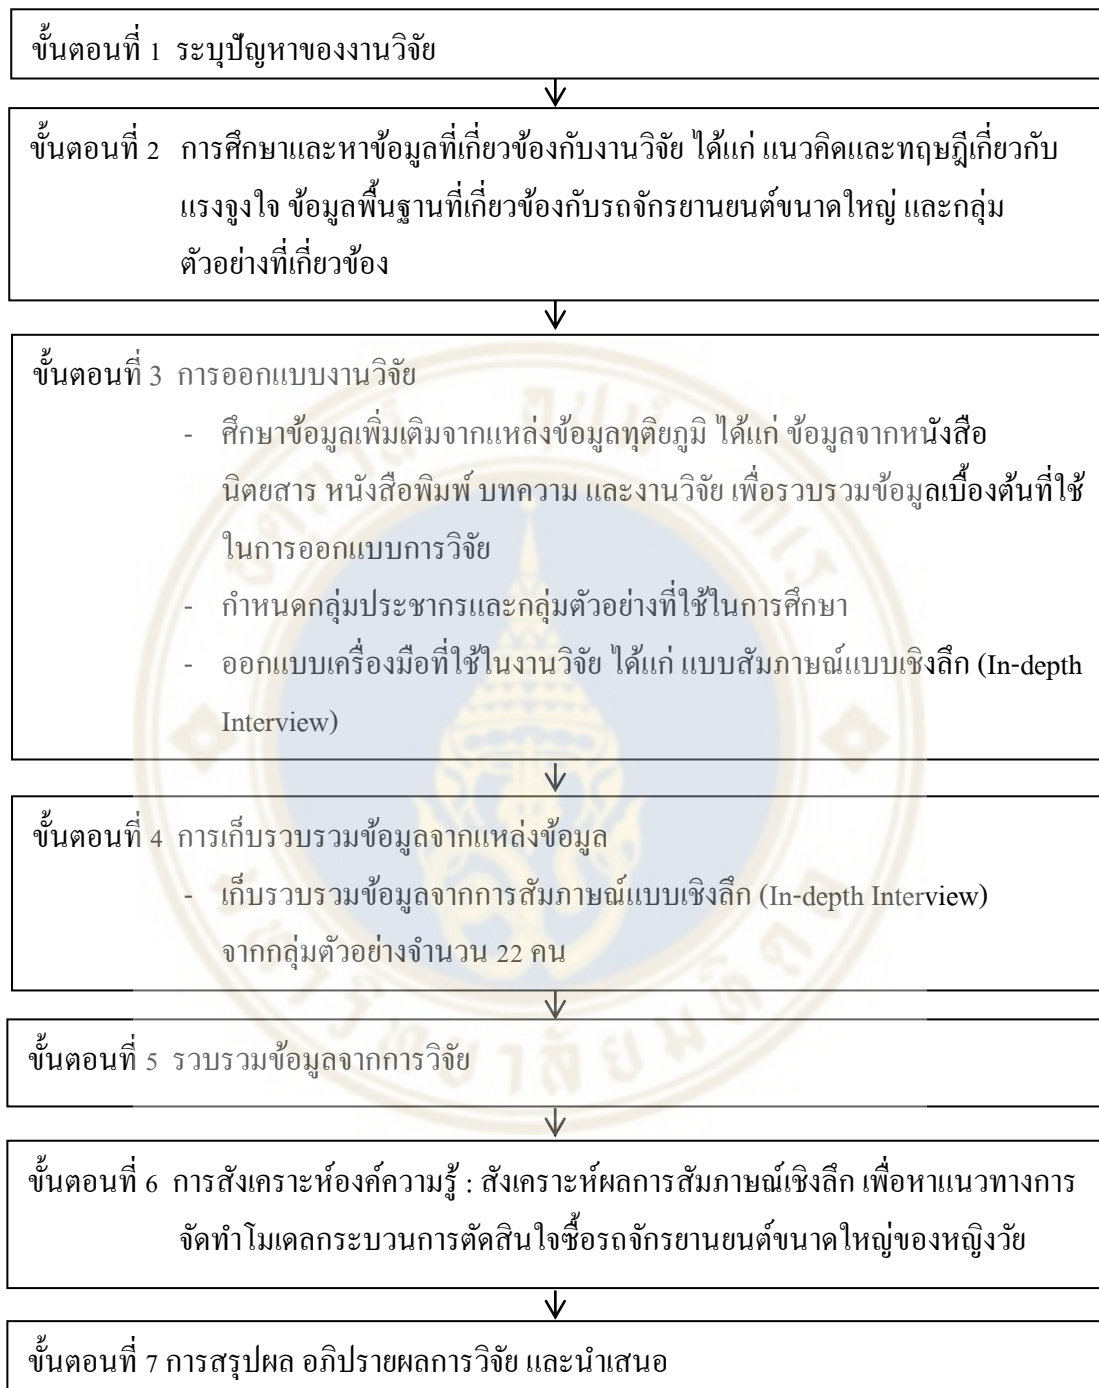 ขั้นตอนที่ 1 ระบุปัญหาของงานวิจัย
ขั้นตอนที่ 2 การศึกษาและหาข้อมูลที่เกี่ยวข้องกับงานวิจัย ได้แก่ แนวคิดและทฤษฎีเกี่ยวกับ
แรงจูงใจ ข้อมูลพื้นฐานที่เกี่ยวข้องกับรถจักรยานยนต์ขนาดใหญ่ และกลุ่ม
ตัวอย่างที่เกี่ยวข้อง
ขั้นตอนที่ 3 การออกแบบงานวิจัย
- ศึกษาข้อมูลเพิ่มเติมจากแหล่งข้อมูลทุติยภูมิ ได้แก่ ข้อมูลจากหนังสือ
นิตยสาร หนังสือพิมพ์ บทความ และงานวิจัย เพื่อรวบรวมข้อมูลเบื้องต้นที่ใช้
ในการออกแบบการวิจัย
- กำหนดกลุ่มประชากรและกลุ่มตัวอย่างที่ใช้ในการศึกษา
- ออกแบบเครื่องมือที่ใช้ในงานวิจัย ได้แก่ แบบสัมภาษณ์แบบเชิงลึก (In-depth
Interview)
ขั้นตอนที่ 4 การเก็บรวบรวมข้อมูลจากแหล่งข้อมูล
- เก็บรวบรวมข้อมูลจากการสัมภาษณ์แบบเชิงลึก (In-depth Interview)
จากกลุ่มตัวอย่างจำนวน 22 คน
ขั้นตอนที่ 5 รวบรวมข้อมูลจากการวิจัย
ขั้นตอนที่ 6 การสังเคราะห์องค์ความรู้ : สังเคราะห์ผลการสัมภาษณ์เชิงลึก เพื่อหาแนวทางการ
จัดทำโมเดลกระบวนการตัดสินใจซื้อรถจักรยานยนต์ขนาดใหญ่ของหญิงวัย
ขั้นตอนที่ 7 การสรุปผล อภิปรายผลการวิจัย และนำเสนอ